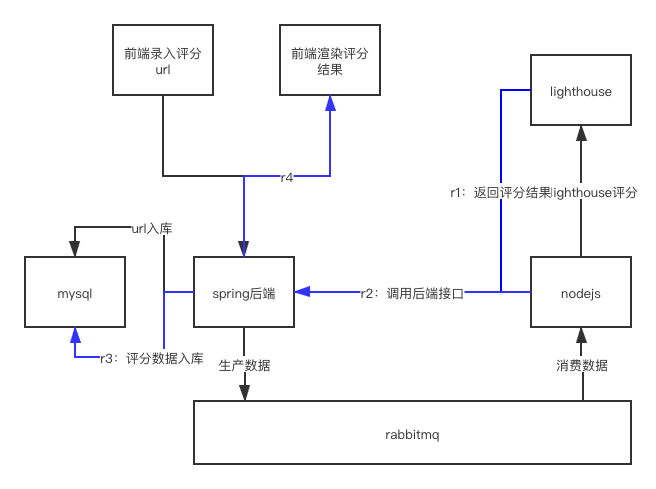 前端录入评分
url
前端渲染评分
结果
lighthouse
r4
r1：返回评分结果
lighthouse评分
url入库
mysql
spring后端
r2：调用后端接口
nodejs
r3：评分数据入库
生产数据
消费数据
rabbitmq